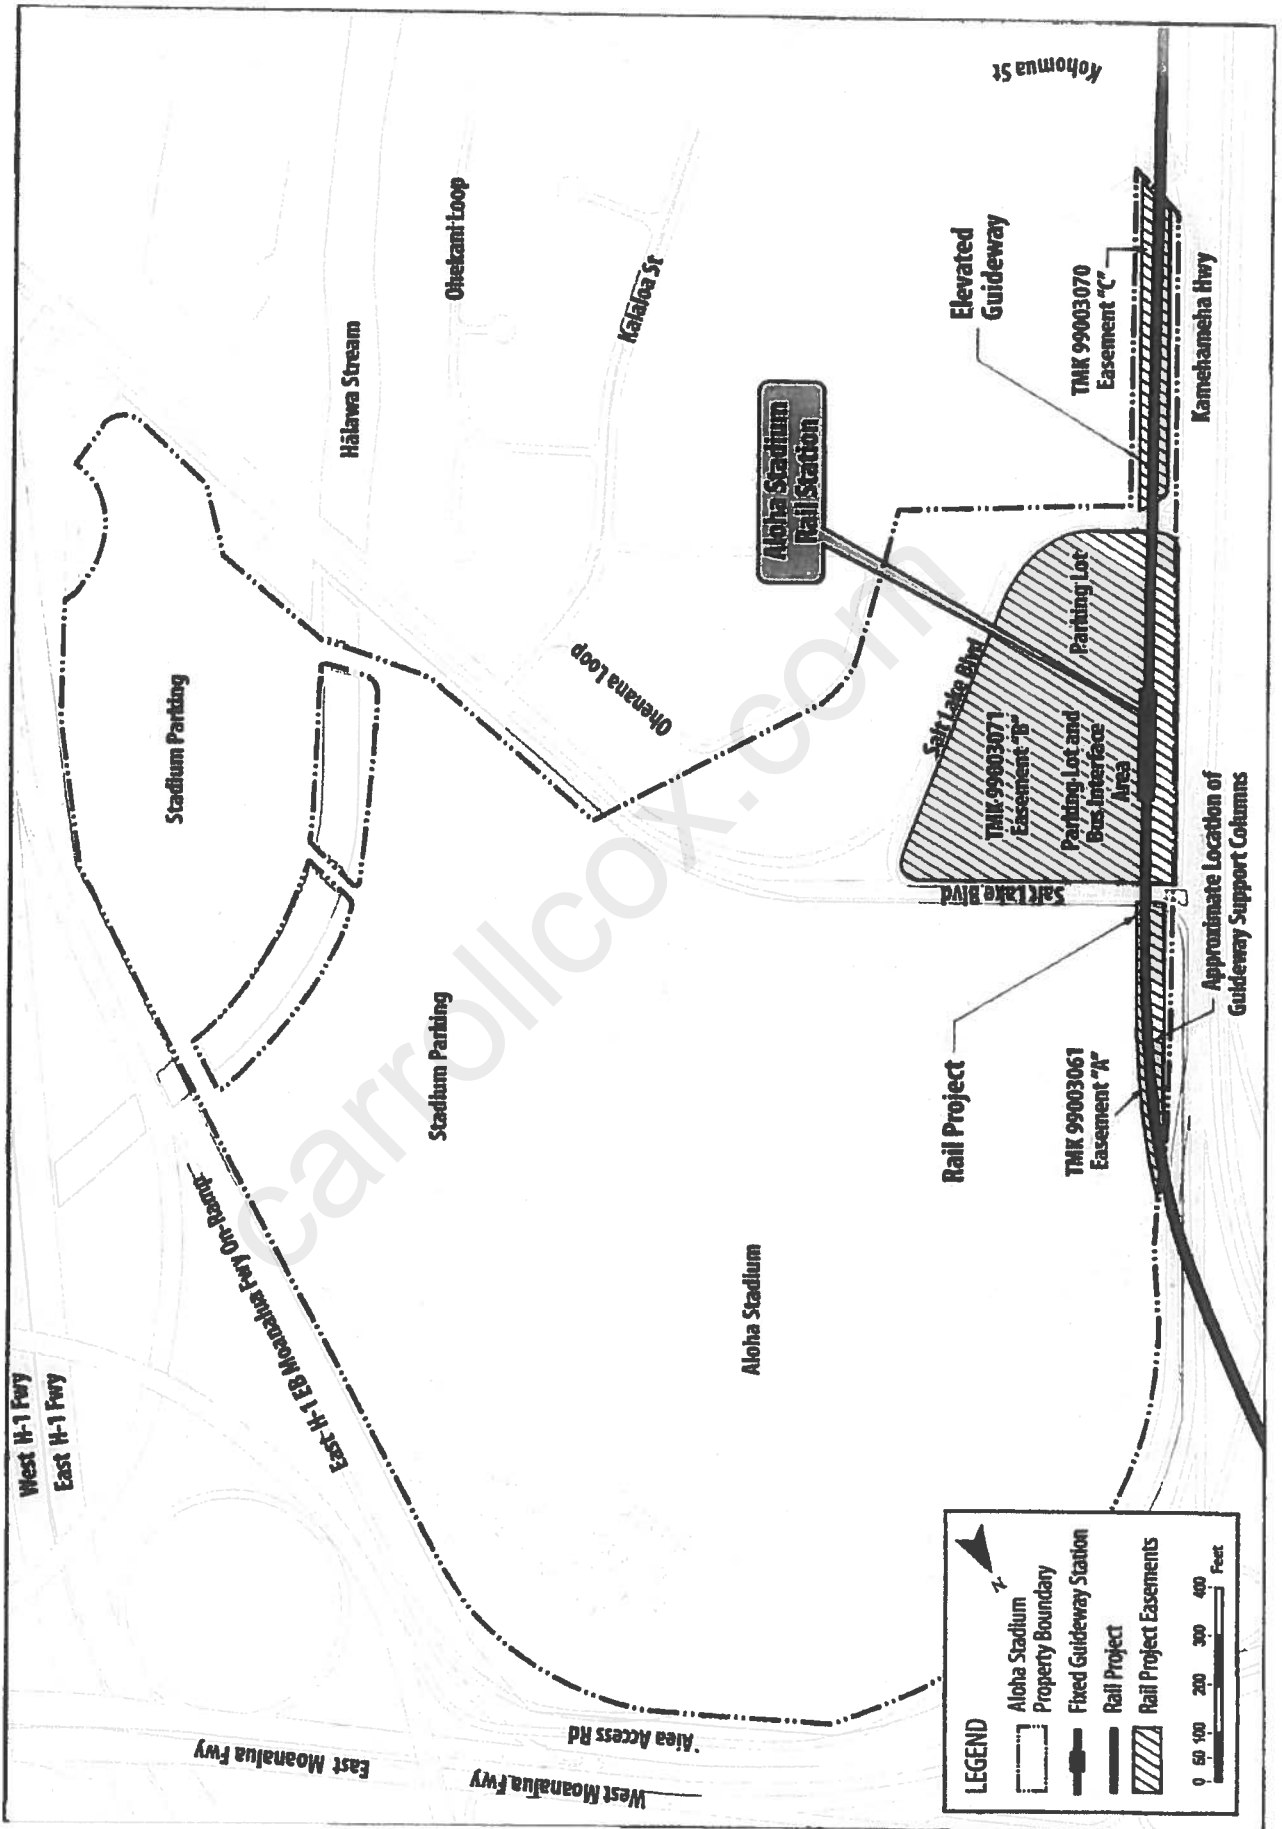 West H-1 Fwy
East H-1 Fwy
East H-1 EB Moanalua Fwy On-Ramp
Stadium Parking
Hālawa Stream
Ohekani Loop
Kalaloa St
Kohomua St
Ohenana Loop
Stadium Parking
Aloha Stadium
Aloha Stadium
Rail Station
Elevated
Guideway
TMK 99003070
Easement "C"
Kamehameha Hwy
Salt Lake Blvd
TMK 99003071
Easement "B"
Parking Lot and
Bus Interface
Area
Parking Lot
Salt Lake Blvd
Approximate Location of
Guideway Support Columns
Rail Project
TMK 99003061
Easement "A"
'Aiea Access Rd
East Moanalua Fwy
West Moanalua Fwy
LEGEND
Aloha Stadium
Property Boundary
Fixed Guideway Station
Rail Project
Rail Project Easements
N
0 50 100 200 300 400
Feet
carrollcox.com